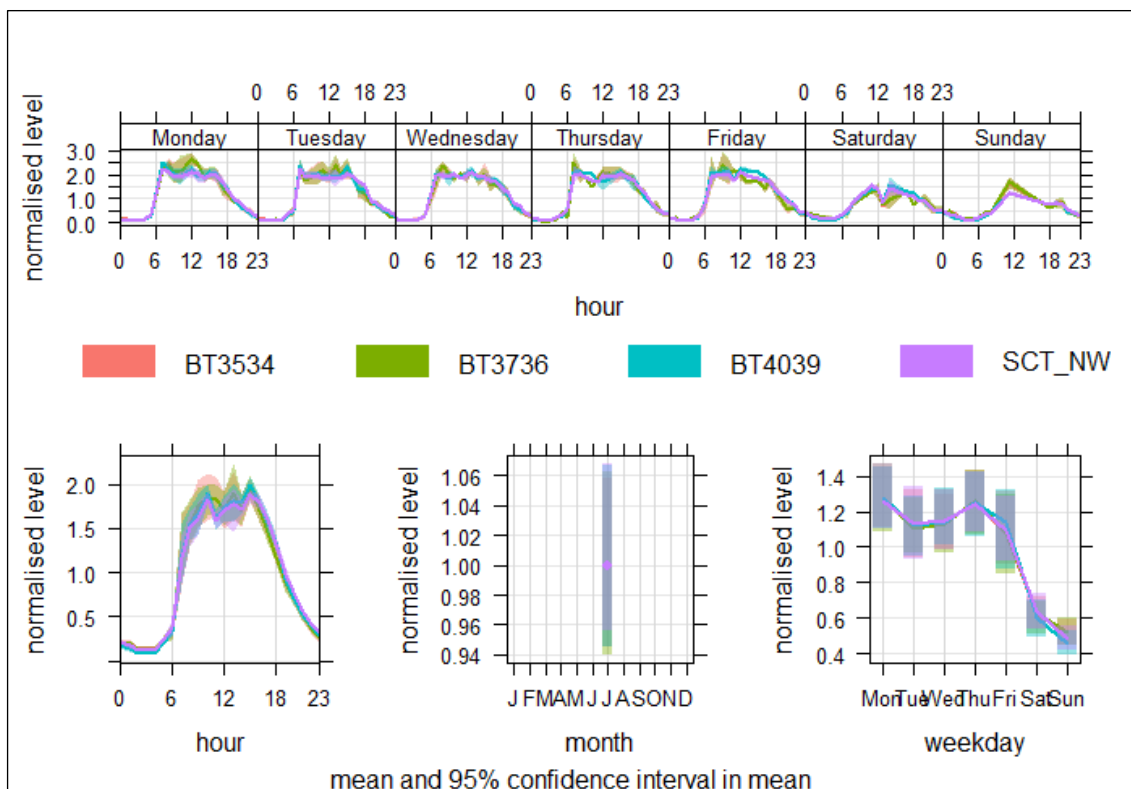 0 6 12 18 23 0 6 12 18 23 0 6 12 18 23
Monday Tuesday Wednesday Thursday Friday Saturday Sunday
normalised level
3.0
2.0
1.0
0.0
0 6 12 18 23 0 6 12 18 23 0 6 12 18 23 0 6 12 18 23
hour
BT3534 BT3736 BT4039 SCT_NW
normalised level
2.0
1.5
1.0
0.5
0 6 12 18 23
hour
normalised level
1.06
1.04
1.02
1.00
0.98
0.96
0.94
J F M A M J J A S O N D
month
normalised level
1.4
1.2
1.0
0.8
0.6
0.4
Mon Tue Wed Thu Fri Sat Sun
weekday
mean and 95% confidence interval in mean